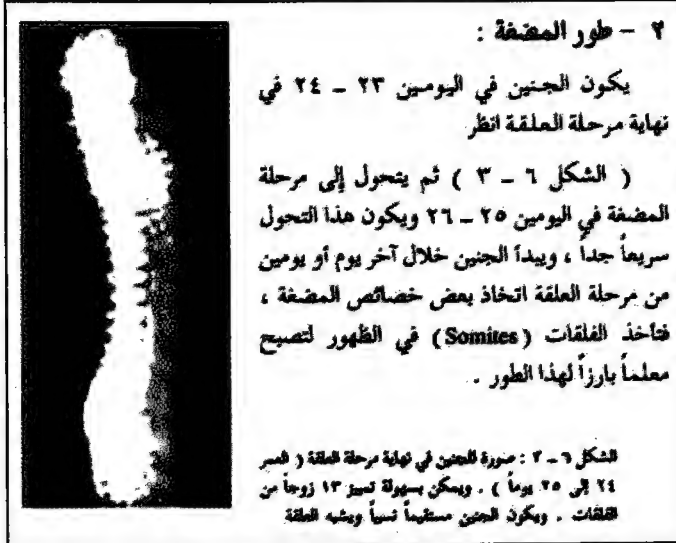 ٢ - طور المضغة :
يكون الجنين في اليومين ٢٣ - ٢٤ في
نهاية مرحلة العلقة انظر
( الشكل ٦ - ٣ ) ثم يتحول إلى مرحلة
المضغة في اليومين ٢٥ - ٢٦ ويكون هذا التحول
سريعاً جداً ، ويبدأ الجنين خلال آخر يوم أو يومين
من مرحلة العلقة اتخاذ بعض خصائص المضغة ،
فتأخذ الفلقات (Somites) في الظهور لتصبح
معلماً بارزاً لهذا الطور .
الشكل ٦ - ٣ : صورة للجنين في نهاية مرحلة العلقة ( العمر
٢٤ إلى ٢٥ يوماً ) . ويمكن بسهولة تمييز ١٣ زوجاً من
الفلقات . ويكون الجنين مستقيماً نسبياً ويشبه العلقة